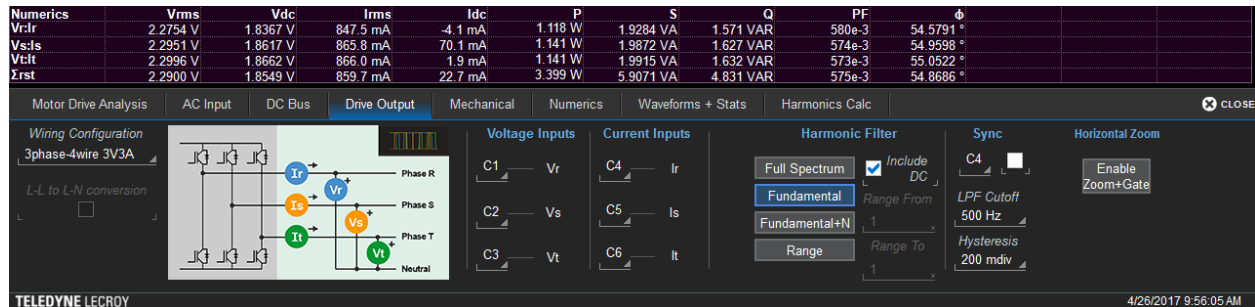 Numerics Vrms Vdc Irms Idc P S Q PF ϕ
Vr:Ir 2.2754 V 1.8367 V 847.5 mA -4.1 mA 1.118 W 1.9284 VA 1.571 VAR 580e-3 54.5791 °
Vs:Is 2.2951 V 1.8617 V 865.8 mA 70.1 mA 1.141 W 1.9872 VA 1.627 VAR 574e-3 54.9598 °
Vt:It 2.2996 V 1.8662 V 866.0 mA 1.9 mA 1.141 W 1.9915 VA 1.632 VAR 573e-3 55.0522 °
Σrst 2.2900 V 1.8549 V 859.7 mA 22.7 mA 3.399 W 5.9071 VA 4.831 VAR 575e-3 54.8686 °
Motor Drive Analysis AC Input DC Bus Drive Output Mechanical Numerics Waveforms + Stats Harmonics Calc CLOSE
Wiring Configuration
3phase-4wire 3V3A
L-L to L-N conversion
Ir
Vr
+
Phase R
Is
Vs
+
Phase S
It
Vt
+
Phase T
Neutral
Voltage Inputs
C1 Vr
C2 Vs
C3 Vt
Current Inputs
C4 Ir
C5 Is
C6 It
Harmonic Filter
Full Spectrum
Fundamental
Fundamental+N
Range
Include
DC
Range From
1
Range To
1
Sync
C4
LPF Cutoff
500 Hz
Hysteresis
200 mdiv
Horizontal Zoom
Enable
Zoom+Gate
TELEDYNE LECROY 4/26/2017 9:56:05 AM